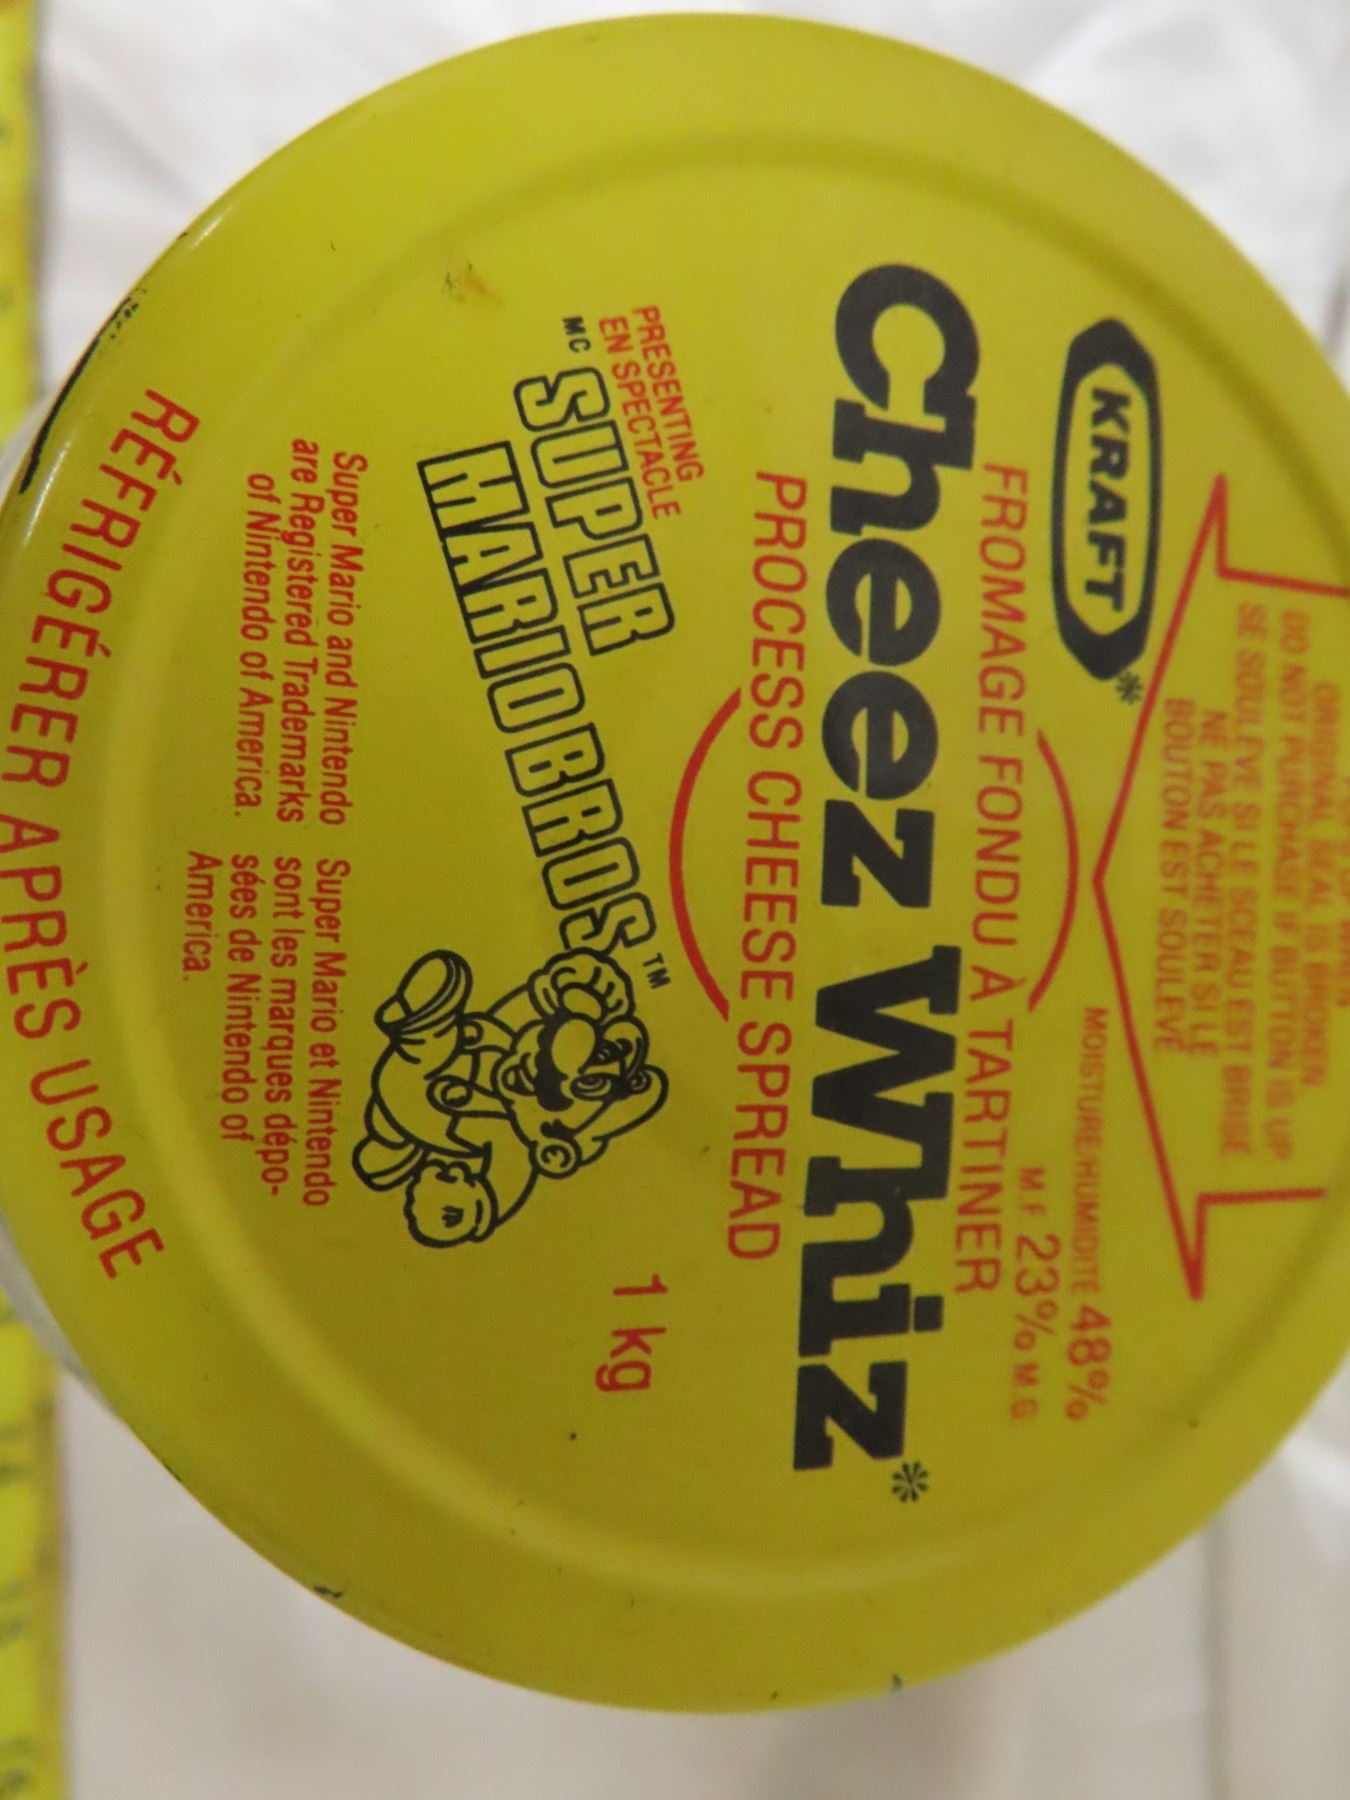 ORIGINAL SEAL IS BROKEN
DO NOT PURCHASE IF BUTTON IS UP
SE SOULÈVE SI LE SCEAU EST BRISÉ
NE PAS ACHETER SI LE
BOUTON EST SOULEVÉ
KRAFT*
MOISTURE/HUMIDITÉ 48%
M.F. 23% M.G.
FROMAGE FONDU À TARTINER
Cheez Whiz*
PROCESS CHEESE SPREAD
1 kg
PRESENTING
EN SPECTACLE
MC SUPER
MARIO BROS.™
Super Mario and Nintendo
are Registered Trademarks
of Nintendo of America.
Super Mario et Nintendo
sont les marques dépo-
sées de Nintendo of
America.
RÉFRIGÉRER APRÈS USAGE